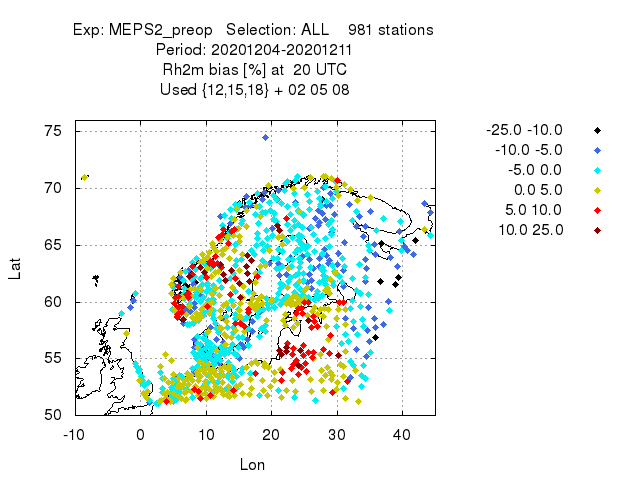 Exp: MEPS2_preop   Selection: ALL    981 stations
Period: 20201204-20201211
Rh2m bias [%] at  20 UTC
Used {12,15,18} + 02 05 08
-25.0 -10.0
-10.0 -5.0
-5.0 0.0
0.0 5.0
5.0 10.0
10.0 25.0
75
70
65
60
55
50
Lat
-10 0 10 20 30 40
Lon